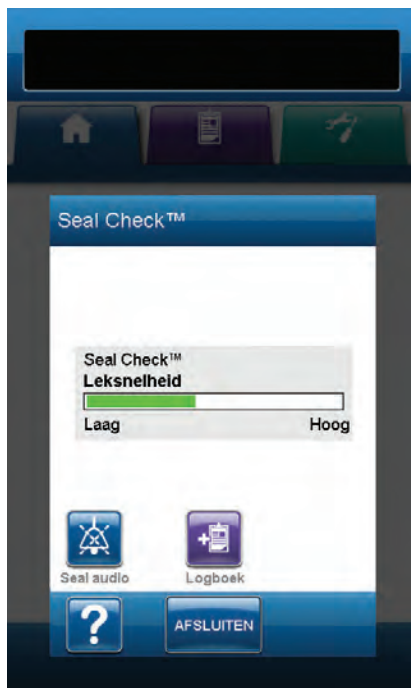 Seal Check™
Seal Check™
Leksnelheid
Laag Hoog
Seal audio Logboek
? AFSLUITEN